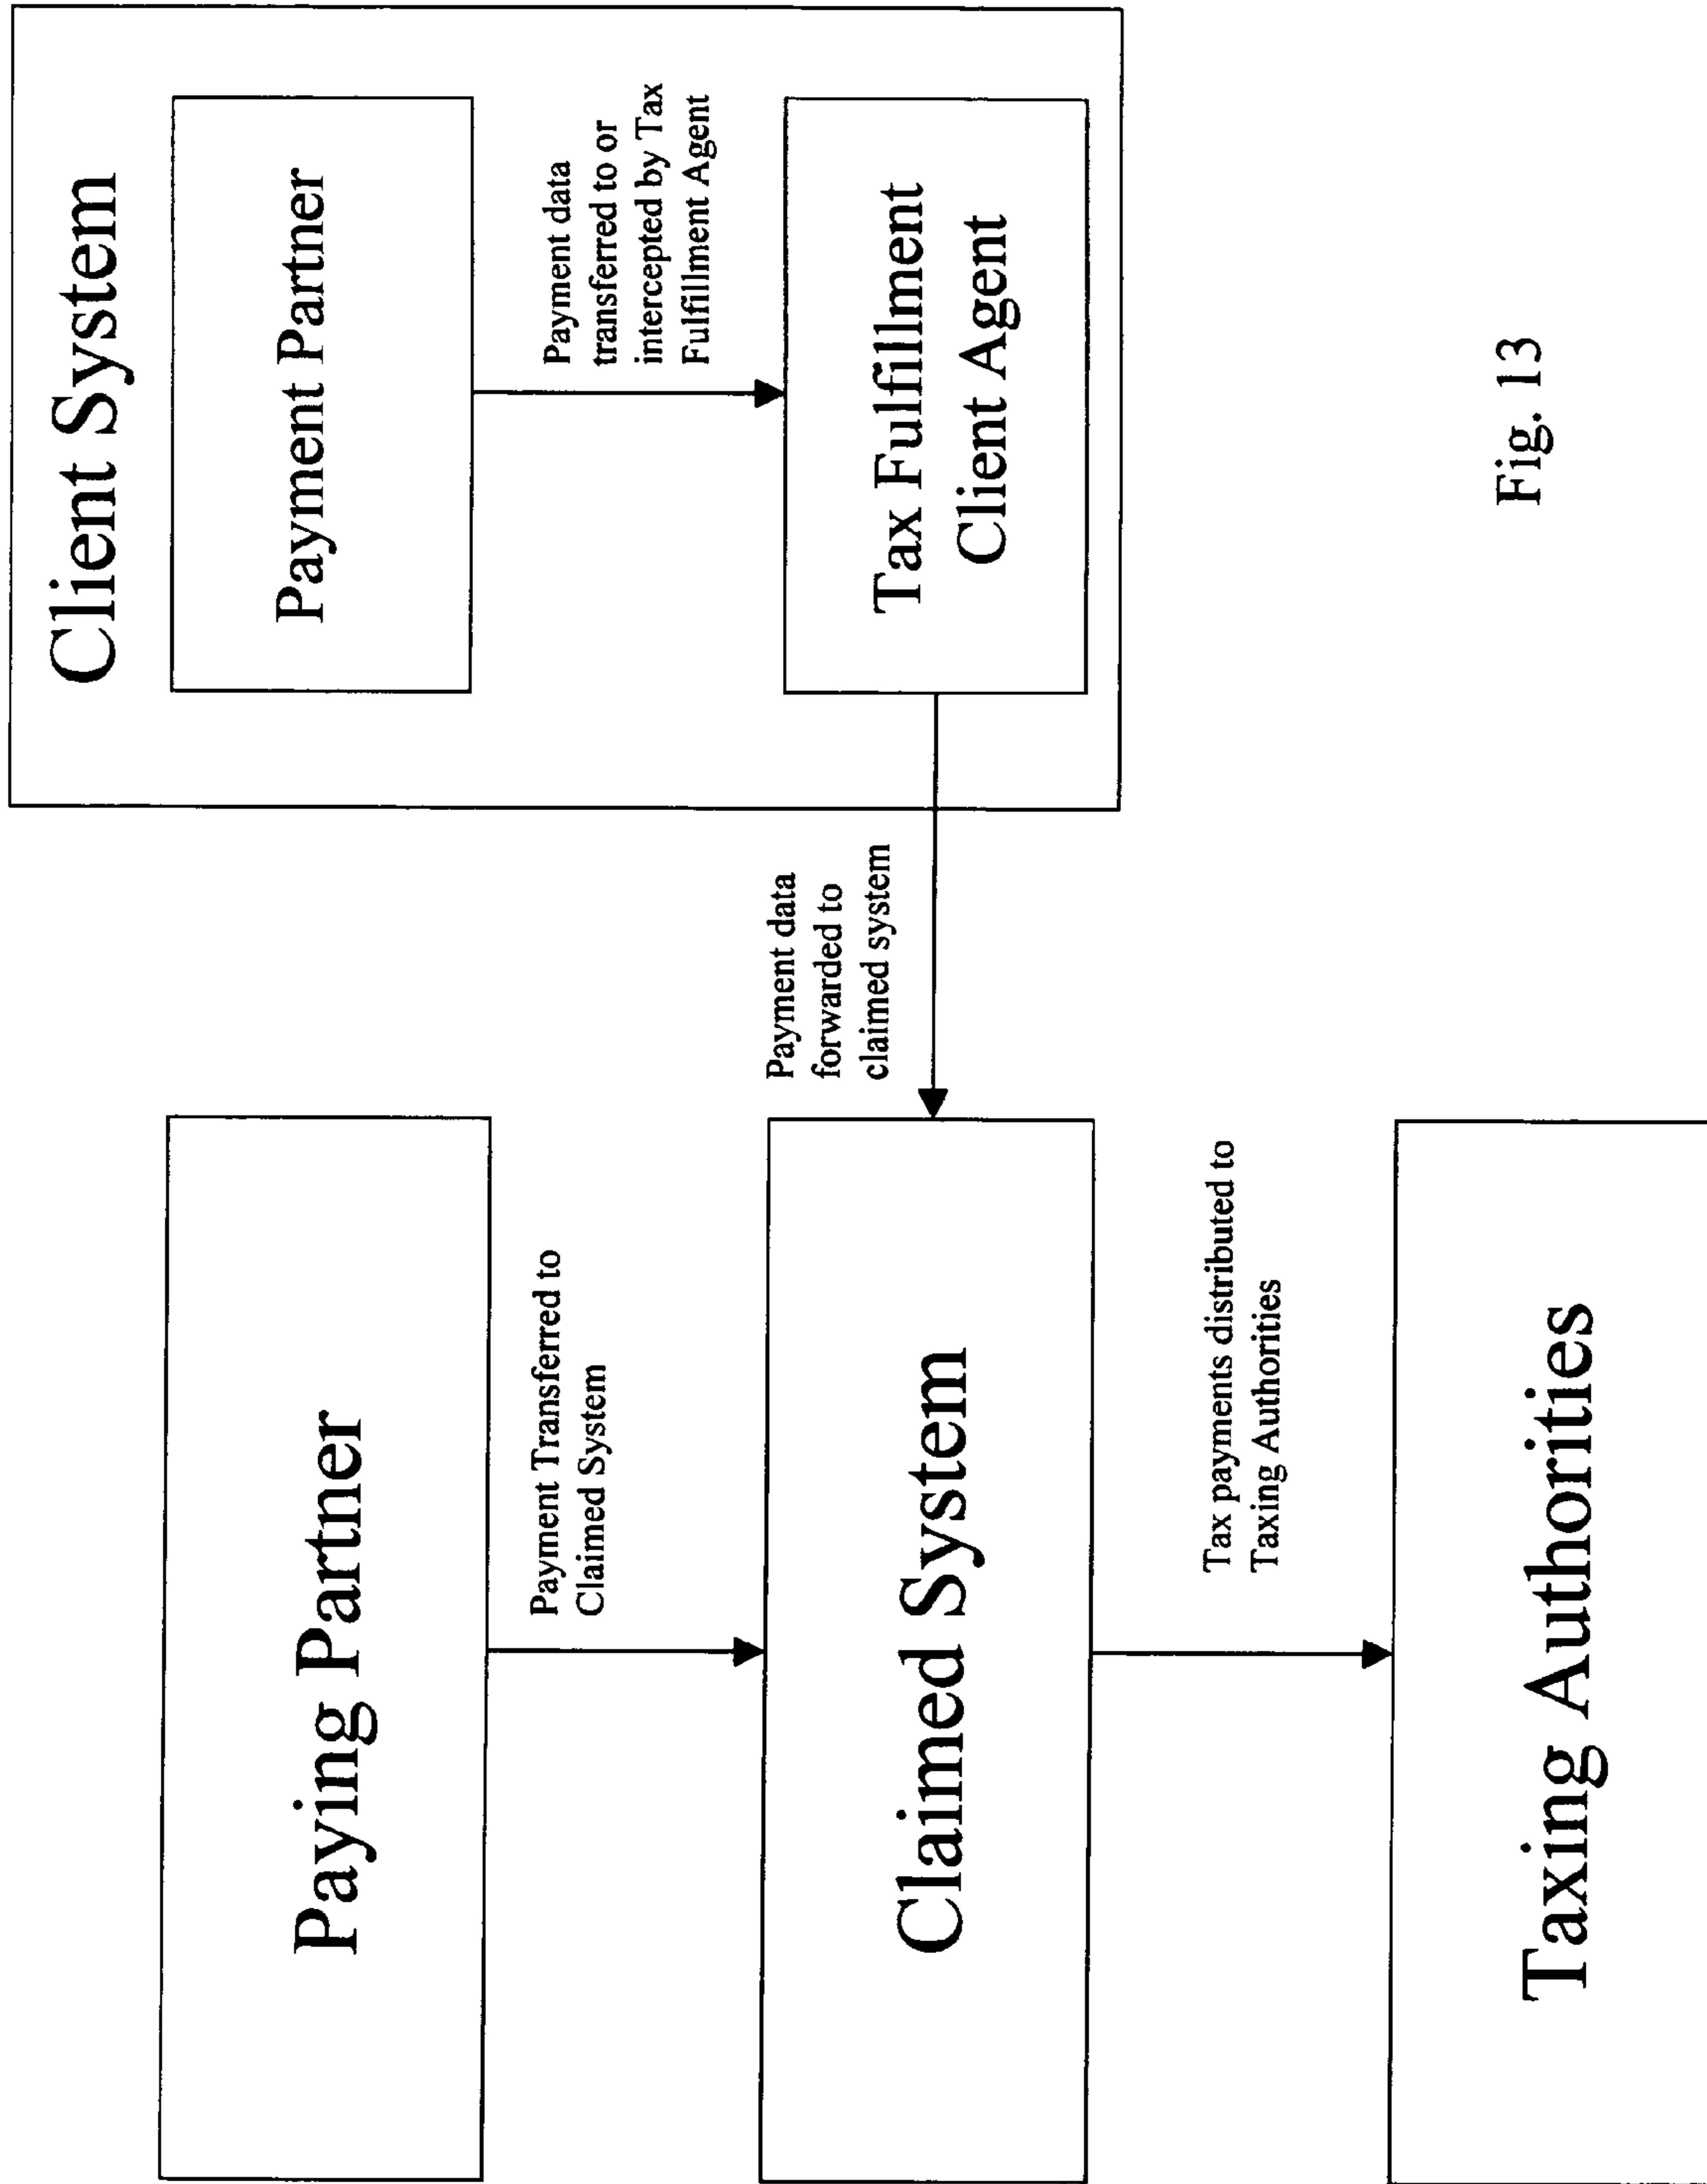 Client System
Payment Partner
Payment data
transferred to or
intercepted by Tax
Fulfillment Agent
Tax Fulfillment
Client Agent
Payment data
forwarded to
claimed system
Paying Partner
Payment Transferred to
Claimed System
Claimed System
Tax payments distributed to
Taxing Authorities
Taxing Authorities
Fig. 13